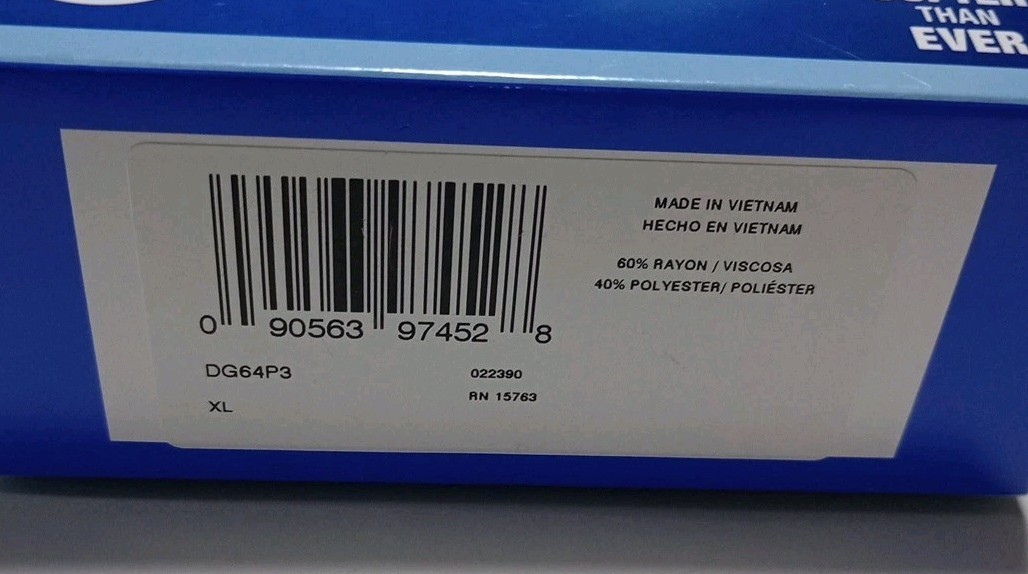 THAN
EVER
0 90563 97452 8
DG64P3
XL
022390
RN 15763
MADE IN VIETNAM
HECHO EN VIETNAM
60% RAYON / VISCOSA
40% POLYESTER/ POLIÉSTER